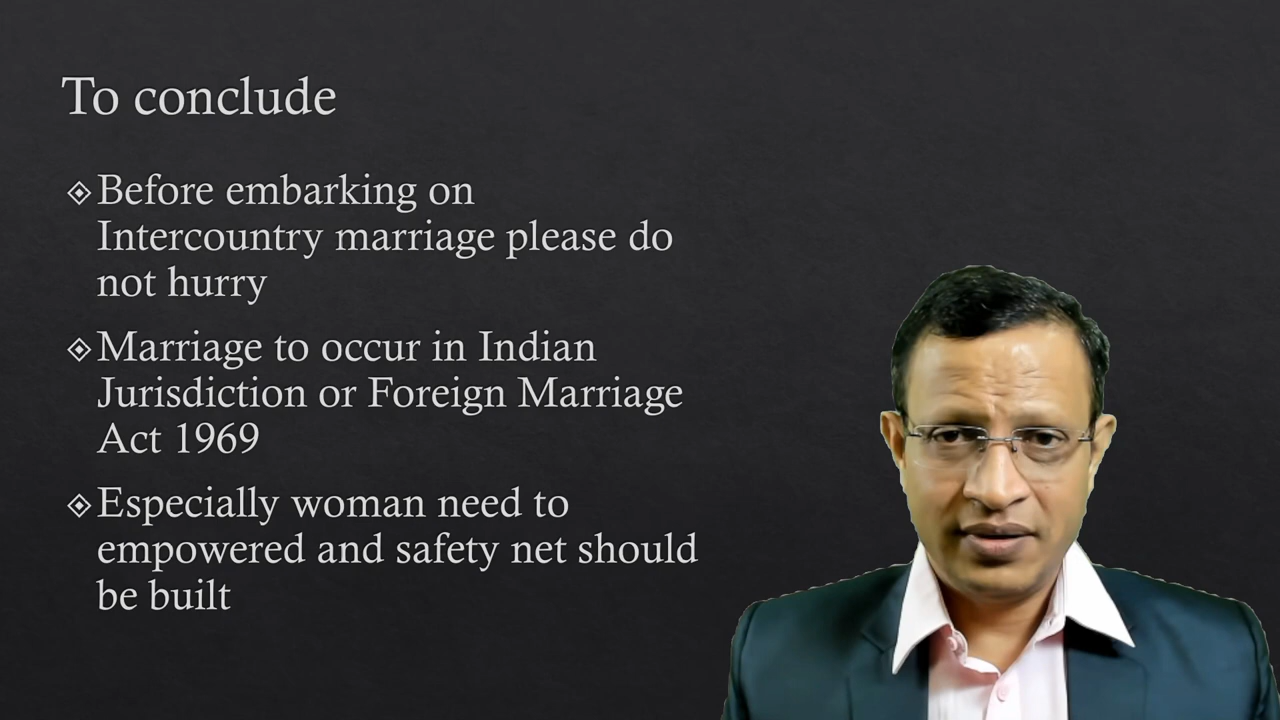 To conclude
Before embarking on
Intercountry marriage please do
not hurry
Marriage to occur in Indian
Jurisdiction or Foreign Marriage
Act 1969
Especially woman need to
empowered and safety net should
be built